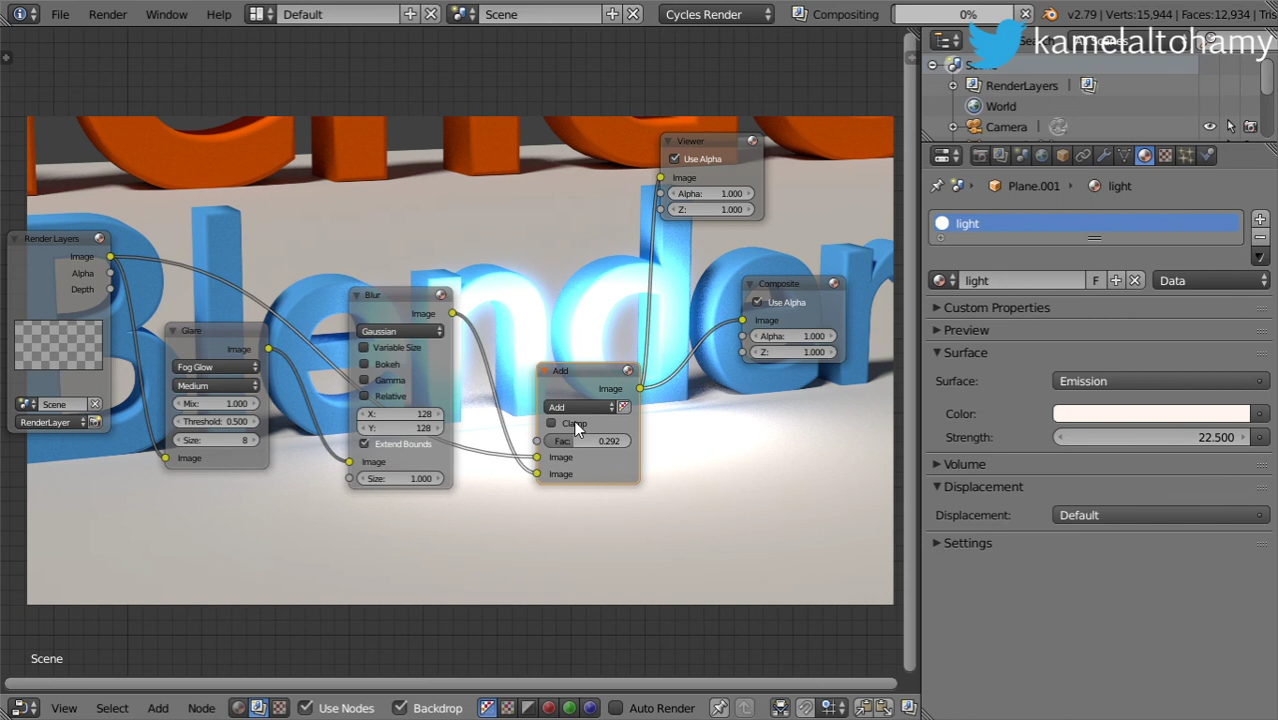 File Render Window Help Default Scene Cycles Render Compositing 0% v2.79 | Verts:15,944 | Faces:12,934 | Tris
kamelaltohamy
RenderLayers
World
Camera
Plane.001 light
light
light F Data
Custom Properties
Preview
Surface
Surface: Emission
Color:
Strength: 22.500
Volume
Displacement
Displacement: Default
Settings
Blender
Viewer
Use Alpha
Image
Alpha: 1.000
Z: 1.000
Render Layers
Image
Alpha
Depth
Scene
RenderLayer
Glare
Image
Fog Glow
Medium
Mix: 1.000
Threshold: 0.500
Size: 8
Image
Blur
Image
Gaussian
Variable Size
Bokeh
Gamma
Relative
X: 128
Y: 128
Extend Bounds
Image
Size: 1.000
Add
Image
Add
Clamp
Fac: 0.292
Image
Image
Composite
Use Alpha
Image
Alpha: 1.000
Z: 1.000
Scene
View Select Add Node Use Nodes Backdrop Auto Render